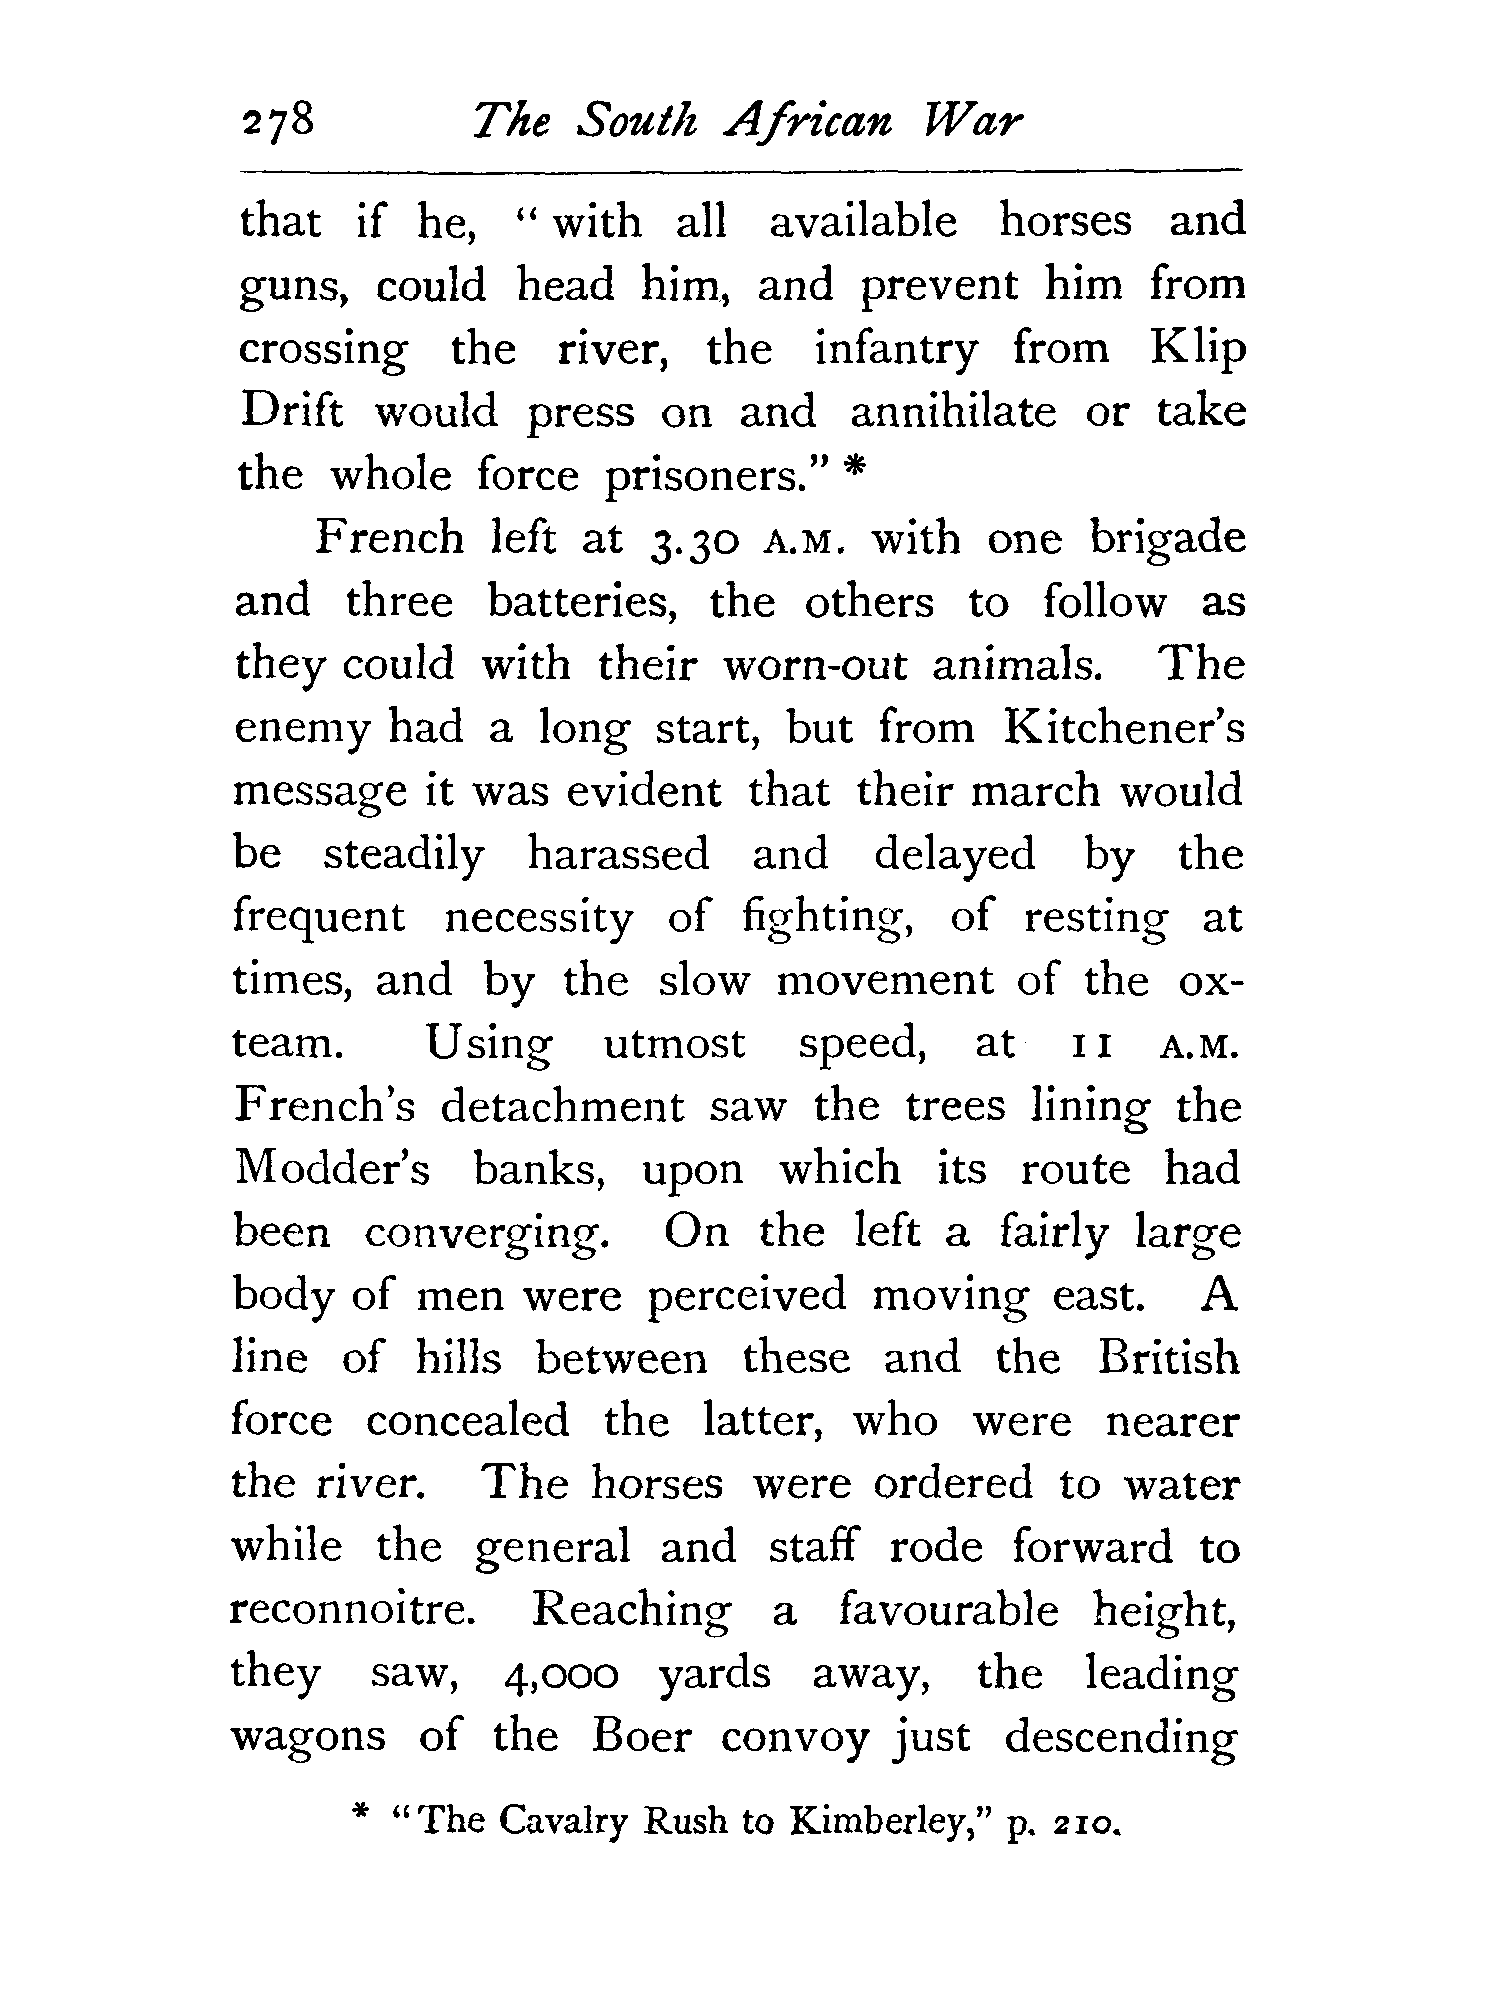 278 The South African War
that if he, “ with all available horses and
guns, could head him, and prevent him from
crossing the river, the infantry from Klip
Drift would press on and annihilate or take
the whole force prisoners.” *
French left at 3.30 A.M. with one brigade
and three batteries, the others to follow as
they could with their worn-out animals. The
enemy had a long start, but from Kitchener’s
message it was evident that their march would
be steadily harassed and delayed by the
frequent necessity of fighting, of resting at
times, and by the slow movement of the ox-
team. Using utmost speed, at 11 A.M.
French’s detachment saw the trees lining the
Modder’s banks, upon which its route had
been converging. On the left a fairly large
body of men were perceived moving east. A
line of hills between these and the British
force concealed the latter, who were nearer
the river. The horses were ordered to water
while the general and staff rode forward to
reconnoitre. Reaching a favourable height,
they saw, 4,000 yards away, the leading
wagons of the Boer convoy just descending
* “The Cavalry Rush to Kimberley,” p. 210.